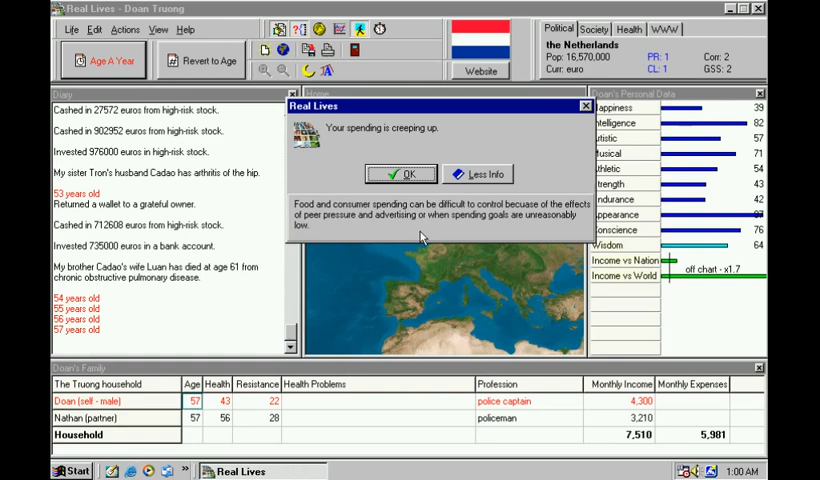 Real Lives - Doan Truong
Life Edit Actions View Help
Age A Year
Revert to Age
Website
Political Society Health WWW
the Netherlands
Pop: 16,570,000 PR: 1 Corr: 2
Curr: euro CL: 1 GSS: 2
Diary
Cashed in 27572 euros from high-risk stock.
Cashed in 902952 euros from high-risk stock.
Invested 976000 euros in high-risk stock.
My sister Tron's husband Cadao has arthritis of the hip.
53 years old
Returned a wallet to a grateful owner.
Cashed in 712608 euros from high-risk stock.
Invested 735000 euros in a bank account.
My brother Cadao's wife Luan has died at age 61 from
chronic obstructive pulmonary disease.
54 years old
55 years old
56 years old
57 years old
Home
Real Lives
Your spending is creeping up.
OK
Less Info
Food and consumer spending can be difficult to control becuase of the effects
of peer pressure and advertising or when spending goals are unreasonably
low.
Doan's Personal Data
Happiness 39
Intelligence 82
Artistic 57
Musical 71
Athletic 54
Strength 43
Endurance 42
Appearance 87
Conscience 76
Wisdom 64
Income vs Nation
Income vs World
off chart - x1.7
Doan's Family
The Truong household Age Health Resistance Health Problems Profession Monthly Income Monthly Expenses
Doan (self - male) 57 43 22 police captain 4,300
Nathan (partner) 57 56 28 policeman 3,210
Household 7,510 5,981
Start
Real Lives
1:00 AM